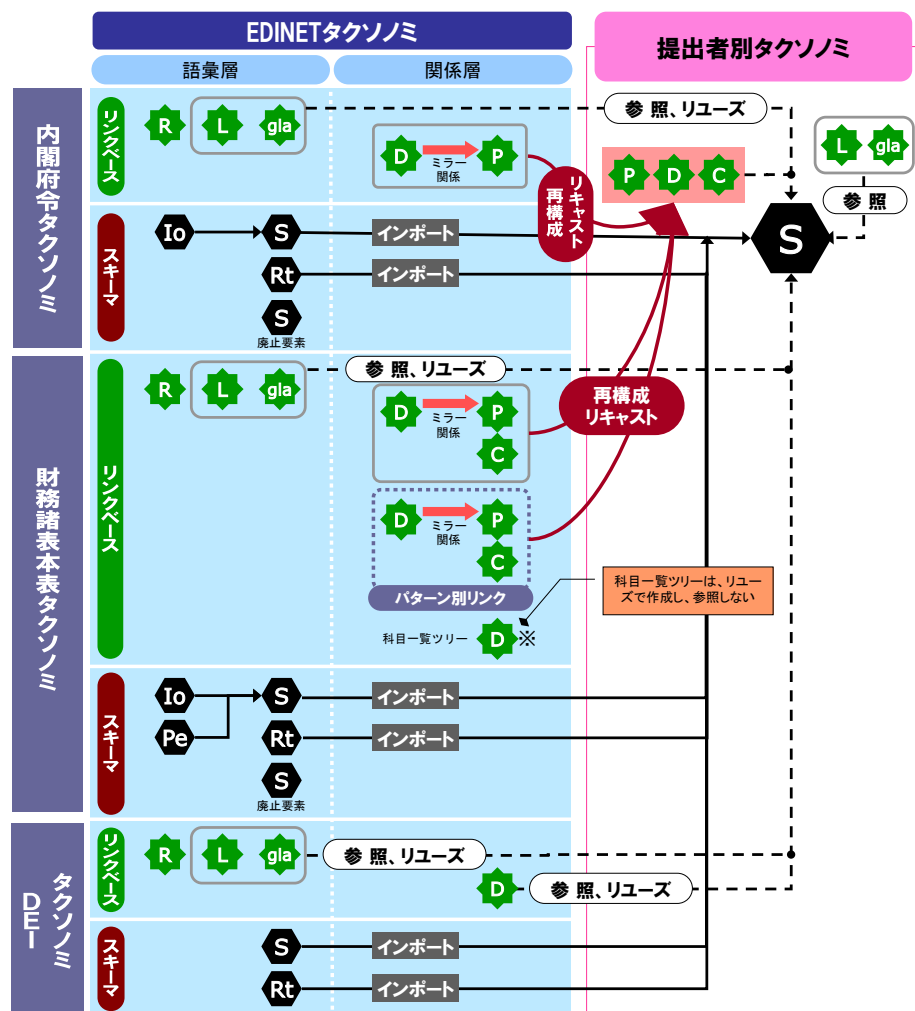 EDINETタクソノミ
提出者別タクソノミ
語彙層
関係層
内閣府令タクソノミ
リンクベース
R
L
gla
参照、リユーズ
L
gla
D
ミラー
関係
P
リキャスト
再構成
P
D
C
参照
スキーマ
Io
S
インポート
S
Rt
インポート
S
廃止要素
財務諸表本表タクソノミ
リンクベース
R
L
gla
参照、リユーズ
D
ミラー
関係
P
C
再構成
リキャスト
D
ミラー
関係
P
C
パターン別リンク
科目一覧ツリーは、リユー
ズで作成し、参照しない
科目一覧ツリー
D
※
スキーマ
Io
S
インポート
Pe
Rt
インポート
S
廃止要素
DEI
タクソノミ
リンクベース
R
L
gla
参照、リユーズ
D
参照、リユーズ
スキーマ
S
インポート
Rt
インポート